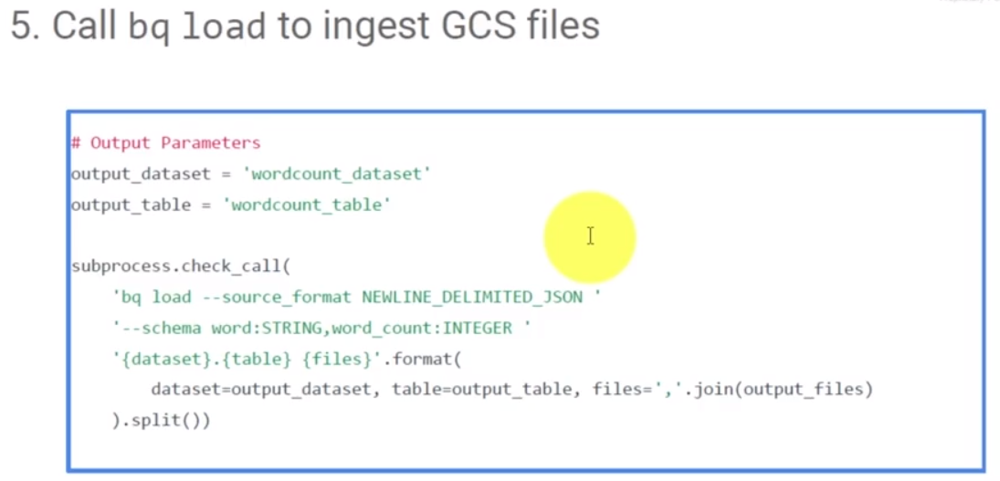 5. Call bq load to ingest GCS files
# Output Parameters
output_dataset = 'wordcount_dataset'
output_table = 'wordcount_table'
subprocess.check_call(
'bq load --source_format NEWLINE_DELIMITED_JSON '
'--schema word:STRING,word_count:INTEGER '
'{dataset}.{table} {files}'.format(
dataset=output_dataset, table=output_table, files=','.join(output_files)
).split())